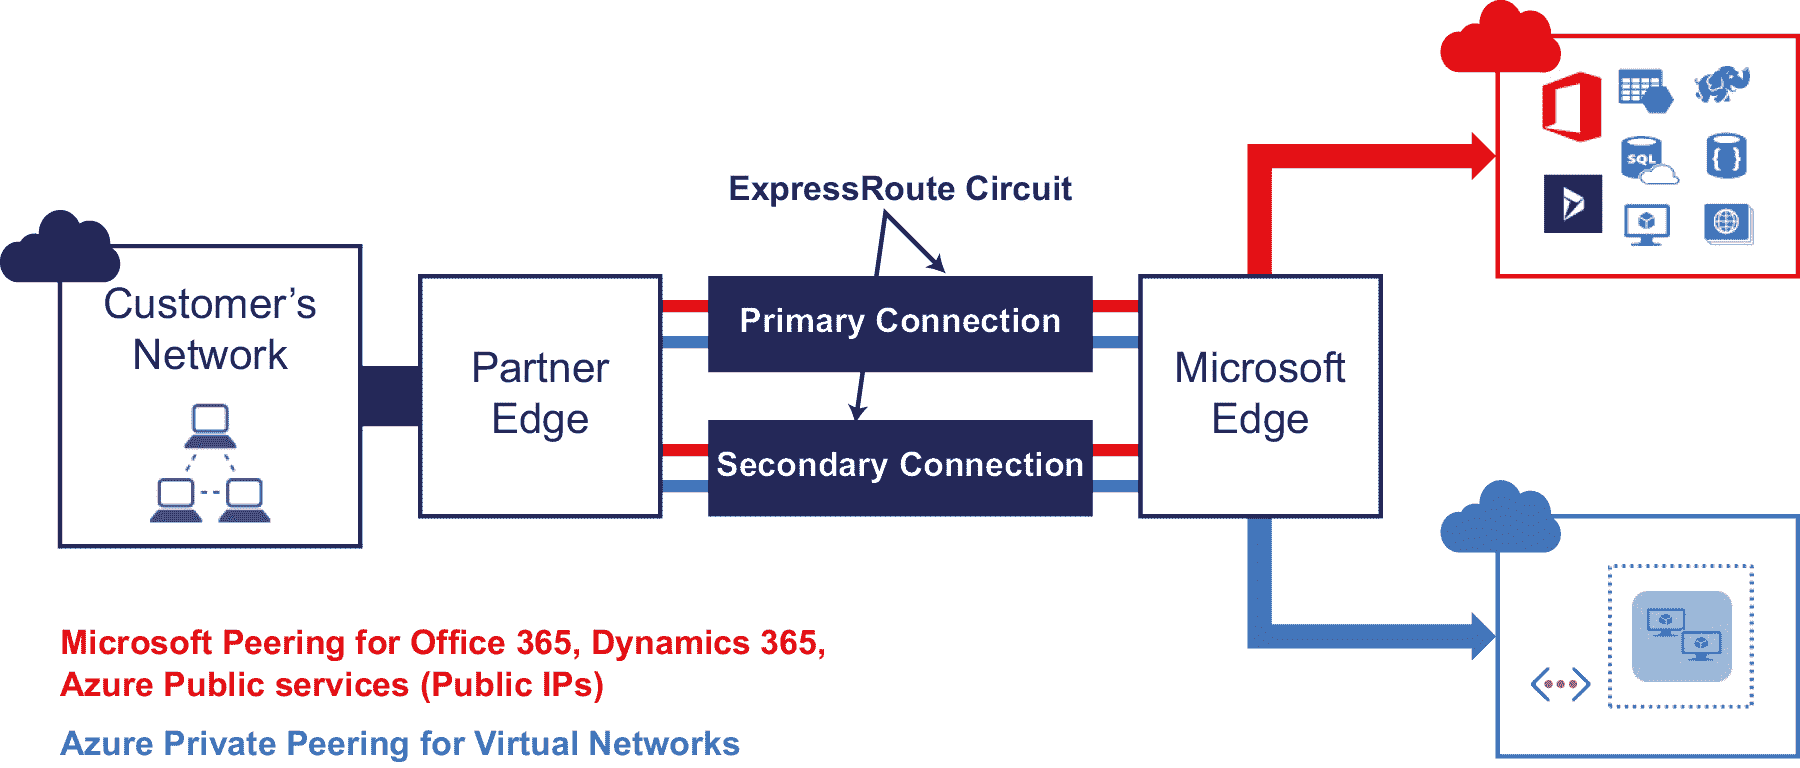 ExpressRoute Circuit
Customer’s
Network
Partner
Edge
Primary Connection
Secondary Connection
Microsoft
Edge
SQL
Microsoft Peering for Office 365, Dynamics 365,
Azure Public services (Public IPs)
Azure Private Peering for Virtual Networks